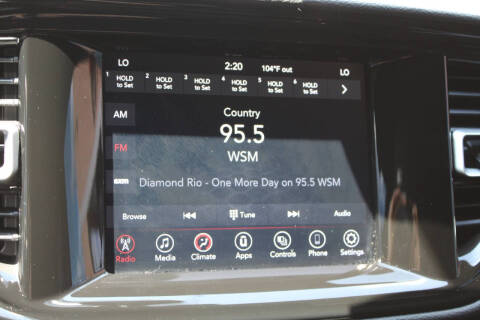 LO 2:20 104°F out LO
1 HOLD to Set 2 HOLD to Set 3 HOLD to Set 4 HOLD to Set 5 HOLD to Set 6 HOLD to Set
AM
Country
95.5
FM
WSM
sxm Diamond Rio - One More Day on 95.5 WSM
Browse Tune Audio
Radio Media Climate Apps Controls Phone Settings